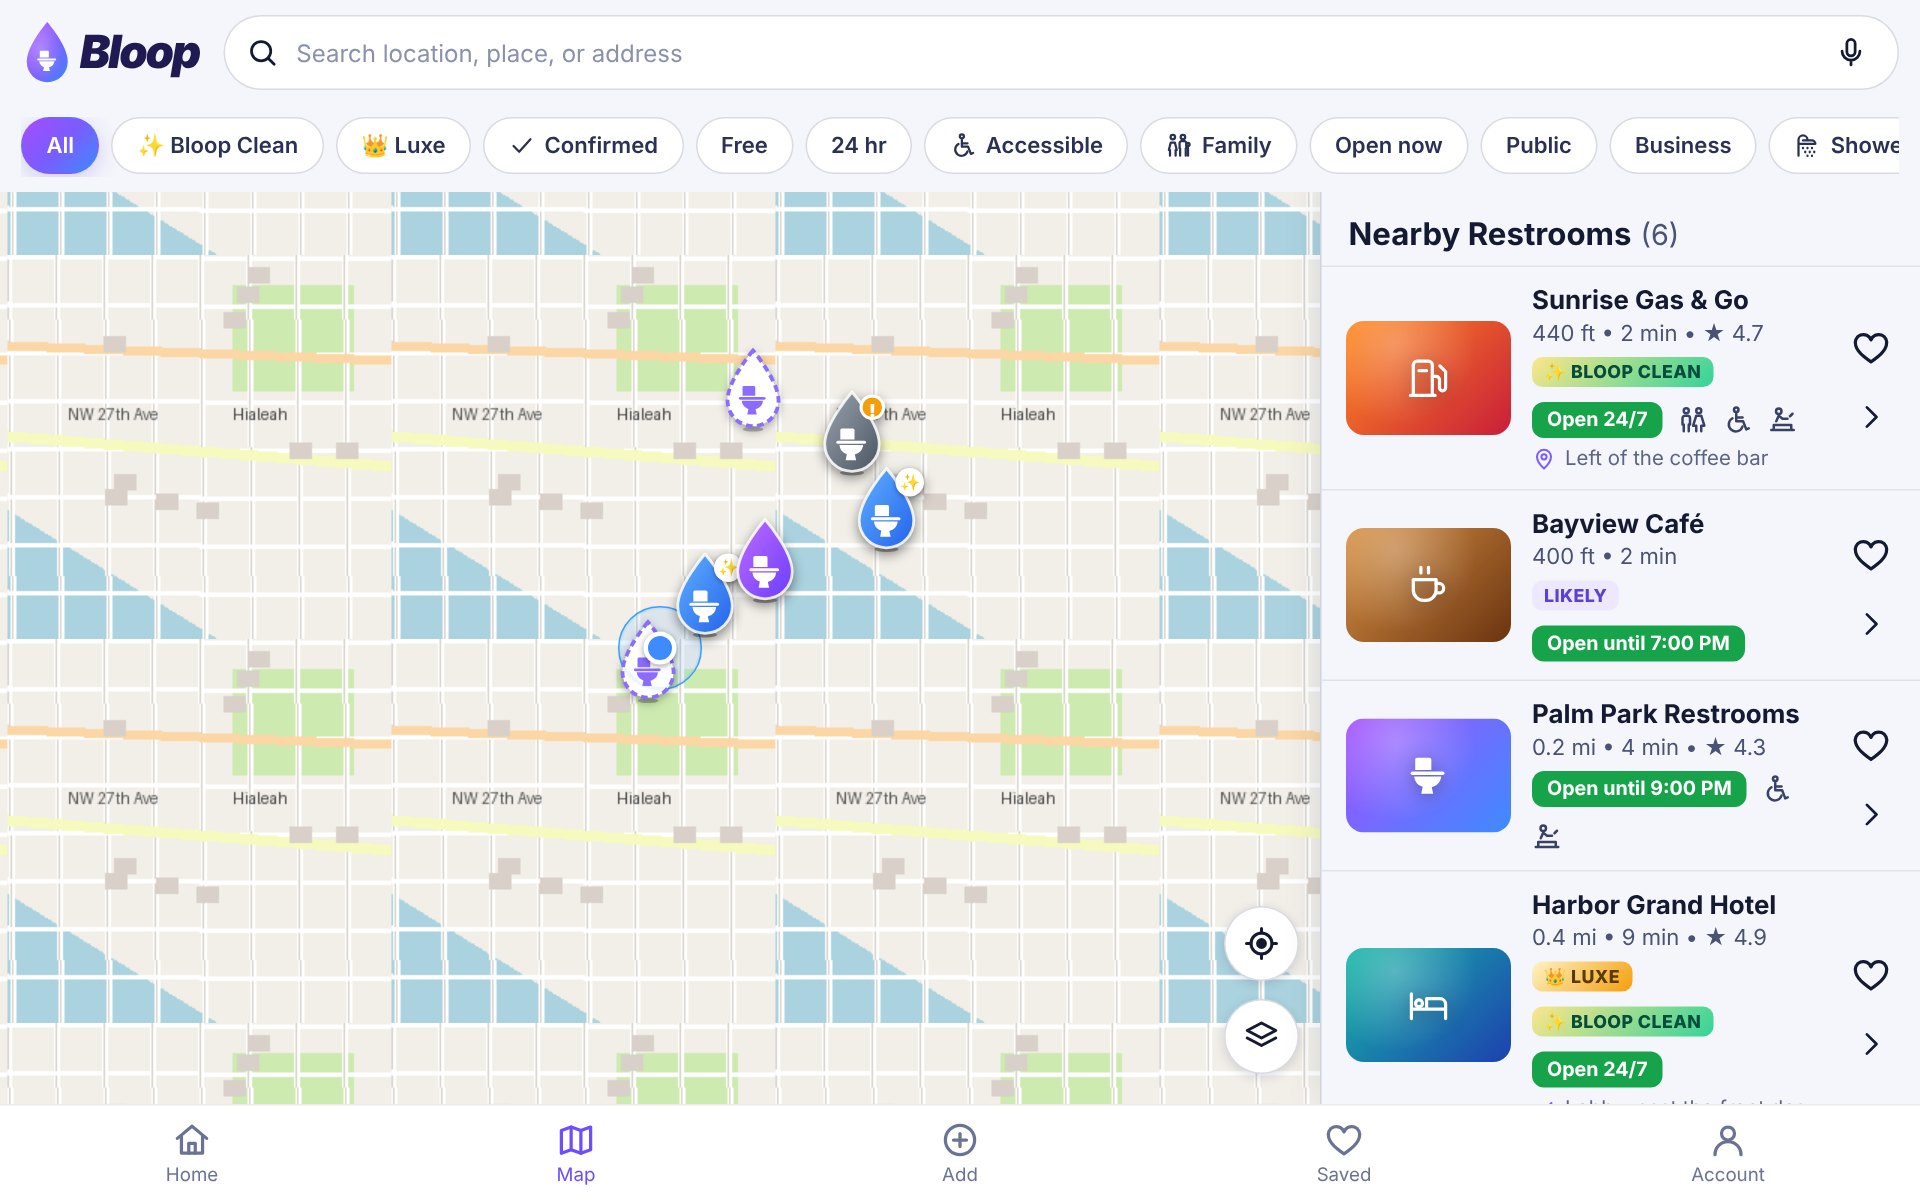 Bloop
Search location, place, or address
All
✨ Bloop Clean
👑 Luxe
Confirmed
Free
24 hr
Accessible
Family
Open now
Public
Business
Showe
NW 27th Ave
Hialeah
NW 27th Ave
Hialeah
th Ave
Hialeah
NW 27th Ave
NW 27th Ave
Hialeah
NW 27th Ave
Hialeah
NW 27th Ave
Hialeah
NW 27th Ave
Nearby Restrooms (6)
Sunrise Gas & Go
440 ft • 2 min • ★ 4.7
✨ BLOOP CLEAN
Open 24/7
Left of the coffee bar
Bayview Café
400 ft • 2 min
LIKELY
Open until 7:00 PM
Palm Park Restrooms
0.2 mi • 4 min • ★ 4.3
Open until 9:00 PM
Harbor Grand Hotel
0.4 mi • 9 min • ★ 4.9
👑 LUXE
✨ BLOOP CLEAN
Open 24/7
Home
Map
Add
Saved
Account